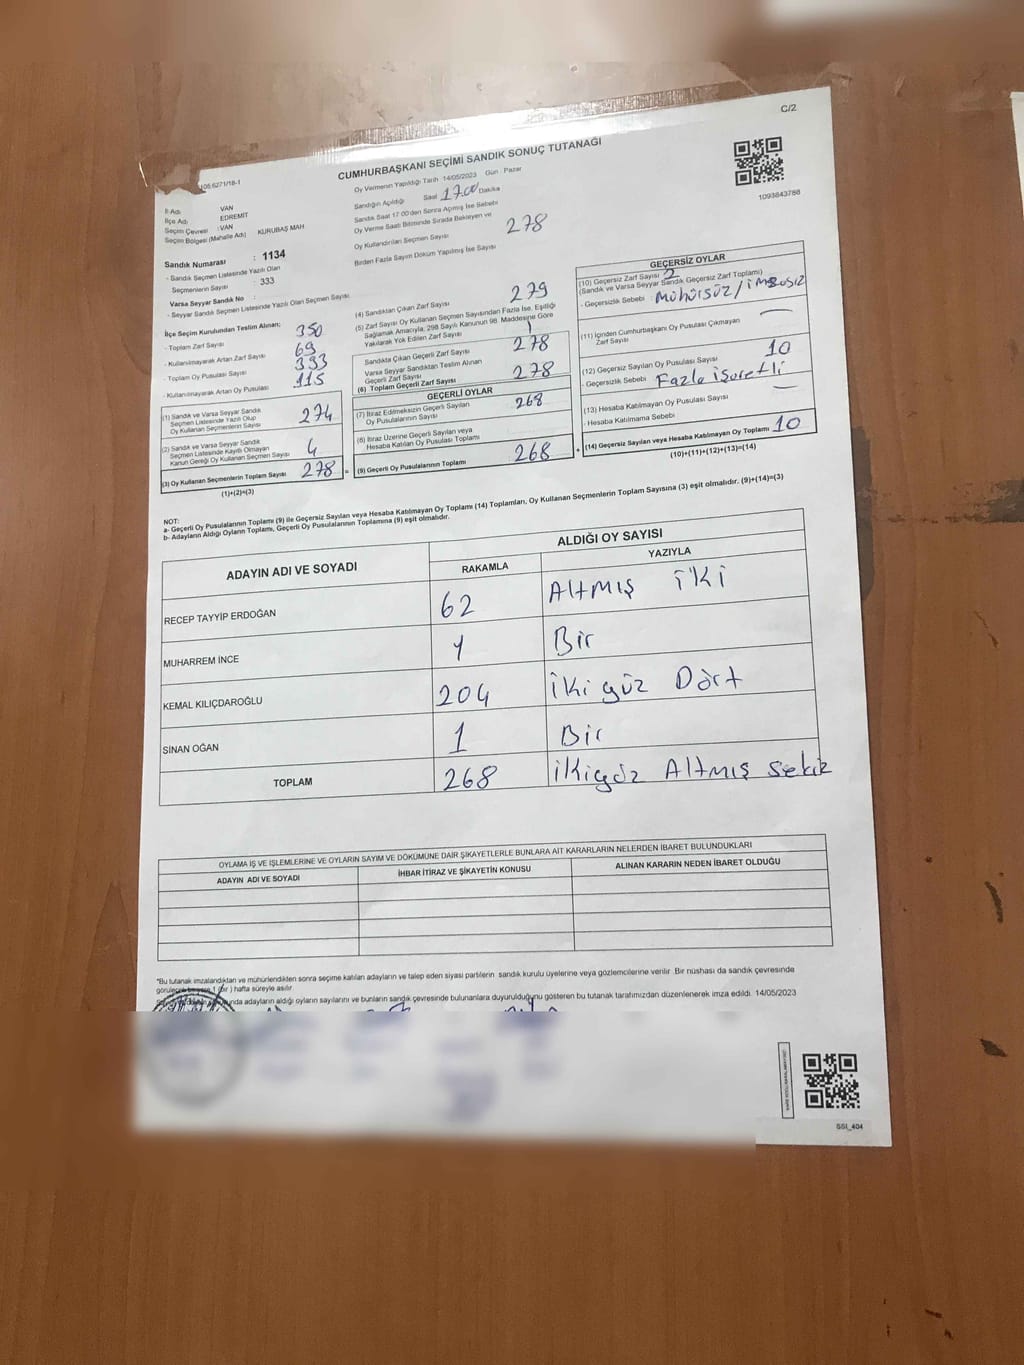 C/2
CUMHURBAŞKANI SEÇİMİ SANDIK SONUÇ TUTANAĞI
Oy Vermenin Yapıldığı Tarih 14/05/2023 Gün : Pazar
Sandığın Açıldığı Saat 17.00 Dakika
Sandık Saat 17:00'den Sonra Açmış İse Sebebi
Oy Verme Saati Bitiminde Sırada Bekleyen ve
Oy Kullandırılan Seçmen Sayısı 278
Birden Fazla Sayım Döküm Yapılmış İse Sayısı
1093843786
İl Adı VAN
İlçe Adı EDREMİT
Seçim Çevresi : VAN
Seçim Bölgesi (Mahalle Adı) KURUBAŞ MAH
Sandık Numarası : 1134
- Sandık Seçmen Listesinde Yazılı Olan
Seçmenlerin Sayısı : 333
Varsa Seyyar Sandık No :
- Seyyar Sandık Seçmen Listesinde Yazılı Olan Seçmen Sayısı
İlçe Seçim Kurulundan Teslim Alınan;
- Toplam Zarf Sayısı 350
- Kullanılmayarak Artan Zarf Sayısı 69
- Toplam Oy Pusulası Sayısı 393
- Kullanılmayarak Artan Oy Pusulası 115
(1) Sandık ve Varsa Seyyar Sandık
Seçmen Listesinde Yazılı Olup
Oy Kullanan Seçmenlerin Sayısı 274
(2) Sandık ve Varsa Seyyar Sandık
Seçmen Listesinde Kayıtlı Olmayan
Kanun Gereği Oy Kullanan Seçmen Sayısı 4
(3) Oy Kullanan Seçmenlerin Toplam Sayısı 278 =
(1)+(2)=(3)
(4) Sandıktan Çıkan Zarf Sayısı 279
(5) Zarf Sayısı Oy Kullanan Seçmen Sayısından Fazla İse, Eşitliği
Sağlamak Amacıyla, 298 Sayılı Kanunun 98. Maddesine Göre
Yakılarak Yok Edilen Zarf Sayısı 1
Sandıkta Çıkan Geçerli Zarf Sayısı 278
Varsa Seyyar Sandıktan Teslim Alınan
Geçerli Zarf Sayısı
(6) Toplam Geçerli Zarf Sayısı 278
GEÇERLİ OYLAR
(7) İtiraz Edilmeksizin Geçerli Sayılan
Oy Pusulalarının Sayısı 268
(8) İtiraz Üzerine Geçerli Sayılan veya
Hesaba Katılan Oy Pusulası Toplamı
(9) Geçerli Oy Pusulalarının Toplamı 268 +
GEÇERSİZ OYLAR
(10) Geçersiz Zarf Sayısı 2
(Sandık ve Varsa Seyyar Sandık Geçersiz Zarf Toplamı)
- Geçersizlik Sebebi Mühürsüz / imzasız
(11) İçinden Cumhurbaşkanı Oy Pusulası Çıkmayan
Zarf Sayısı —
(12) Geçersiz Sayılan Oy Pusulası Sayısı 10
- Geçersizlik Sebebi Fazla işaretli
(13) Hesaba Katılmayan Oy Pusulası Sayısı —
- Hesaba Katılmama Sebebi
(14) Geçersiz Sayılan veya Hesaba Katılmayan Oy Toplamı 10
(10)+(11)+(12)+(13)=(14)
NOT:
a- Geçerli Oy Pusulalarının Toplamı (9) ile Geçersiz Sayılan veya Hesaba Katılmayan Oy Toplamı (14) Toplamları, Oy Kullanan Seçmenlerin Toplam Sayısına (3) eşit olmalıdır. (9)+(14)=(3)
b- Adayların Aldığı Oyların Toplamı, Geçerli Oy Pusulalarının Toplamına (9) eşit olmalıdır.
ADAYIN ADI VE SOYADI
ALDIĞI OY SAYISI
RAKAMLA YAZIYLA
RECEP TAYYİP ERDOĞAN 62 Altmış iki
MUHARREM İNCE 1 Bir
KEMAL KILIÇDAROĞLU 204 İki yüz Dört
SİNAN OĞAN 1 Bir
TOPLAM 268 İkiyüz Altmış sekiz
OYLAMA İŞ VE İŞLEMLERİNE VE OYLARIN SAYIM VE DÖKÜMÜNE DAİR ŞİKAYETLERLE BUNLARA AİT KARARLARIN NELERDEN İBARET BULUNDUKLARI
ADAYIN ADI VE SOYADI İHBAR İTİRAZ VE ŞİKAYETİN KONUSU ALINAN KARARIN NEDEN İBARET OLDUĞU
*Bu tutanak imzalandıktan ve mühürlendikten sonra seçime katılan adayların ve talep eden siyasi partilerin sandık kurulu üyelerine veya gözlemcilerine verilir. Bir nüshası da sandık çevresinde
görülecek bir yere 1 (bir) hafta süreyle asılır.
adayların aldığı oyların sayılarını ve bunların sandık çevresinde bulunanlara duyurulduğunu gösteren bu tutanak tarafımızdan düzenlenerek imza edildi. 14/05/2023
SSI_404